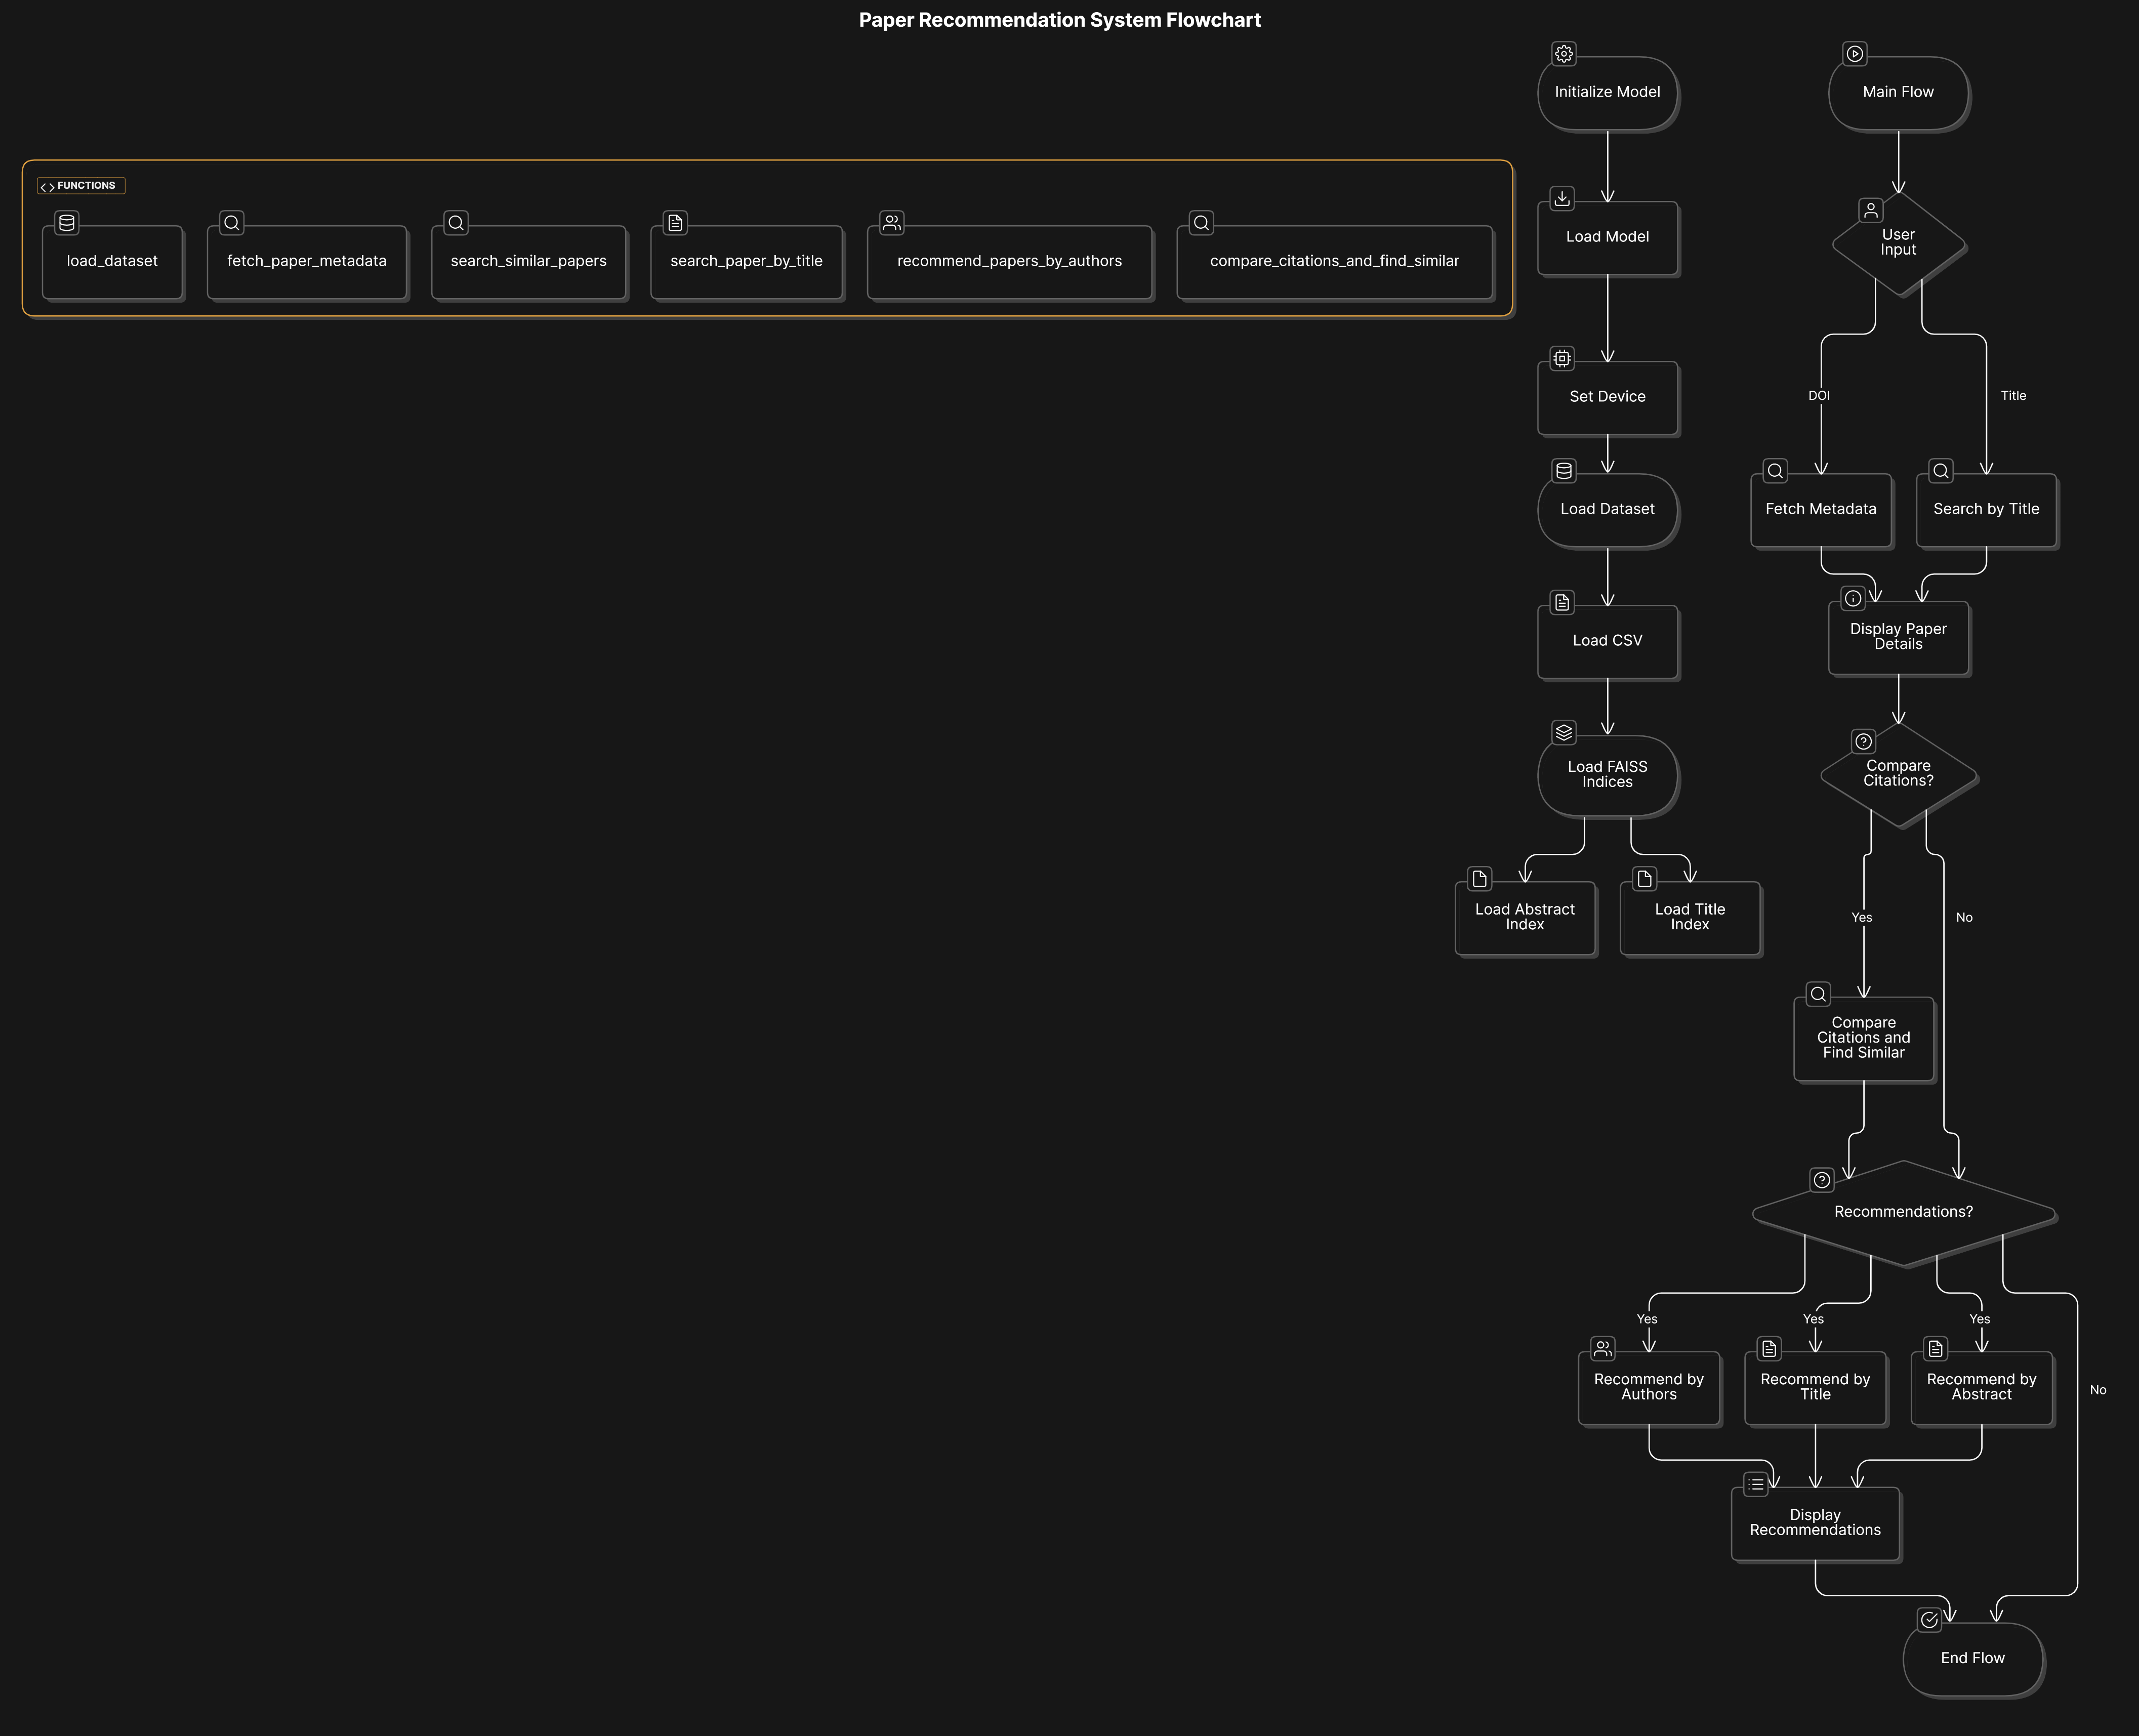 Paper Recommendation System Flowchart
Initialize Model
Main Flow
FUNCTIONS
load_dataset
fetch_paper_metadata
search_similar_papers
search_paper_by_title
recommend_papers_by_authors
compare_citations_and_find_similar
Load Model
User
Input
Set Device
DOI
Title
Load Dataset
Fetch Metadata
Search by Title
Load CSV
Display Paper
Details
Load FAISS
Indices
Compare
Citations?
Load Abstract
Index
Load Title
Index
Yes
No
Compare
Citations and
Find Similar
Recommendations?
Yes
Yes
Yes
Recommend by
Authors
Recommend by
Title
Recommend by
Abstract
No
Display
Recommendations
End Flow